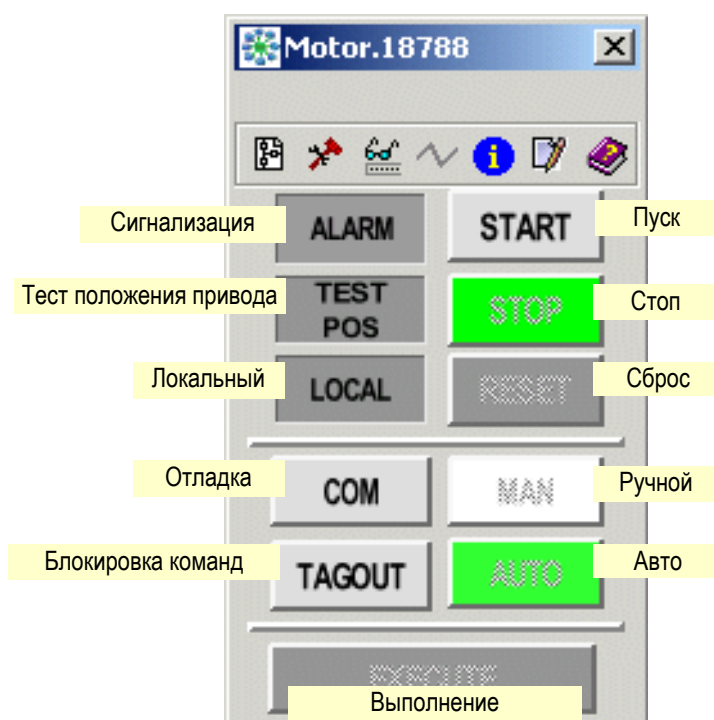 Motor.18788
Сигнализация ALARM START Пуск
Тест положения привода TEST POS STOP Стоп
Локальный LOCAL RESET Сброс
Отладка COM MAN Ручной
Блокировка команд TAGOUT AUTO Авто
EXECUTE
Выполнение